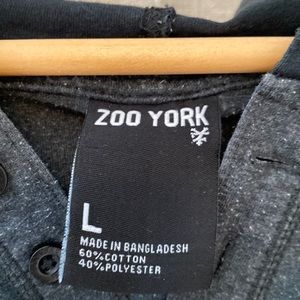 ZOO YORK
L
MADE IN BANGLADESH
60%COTTON
40%POLYESTER